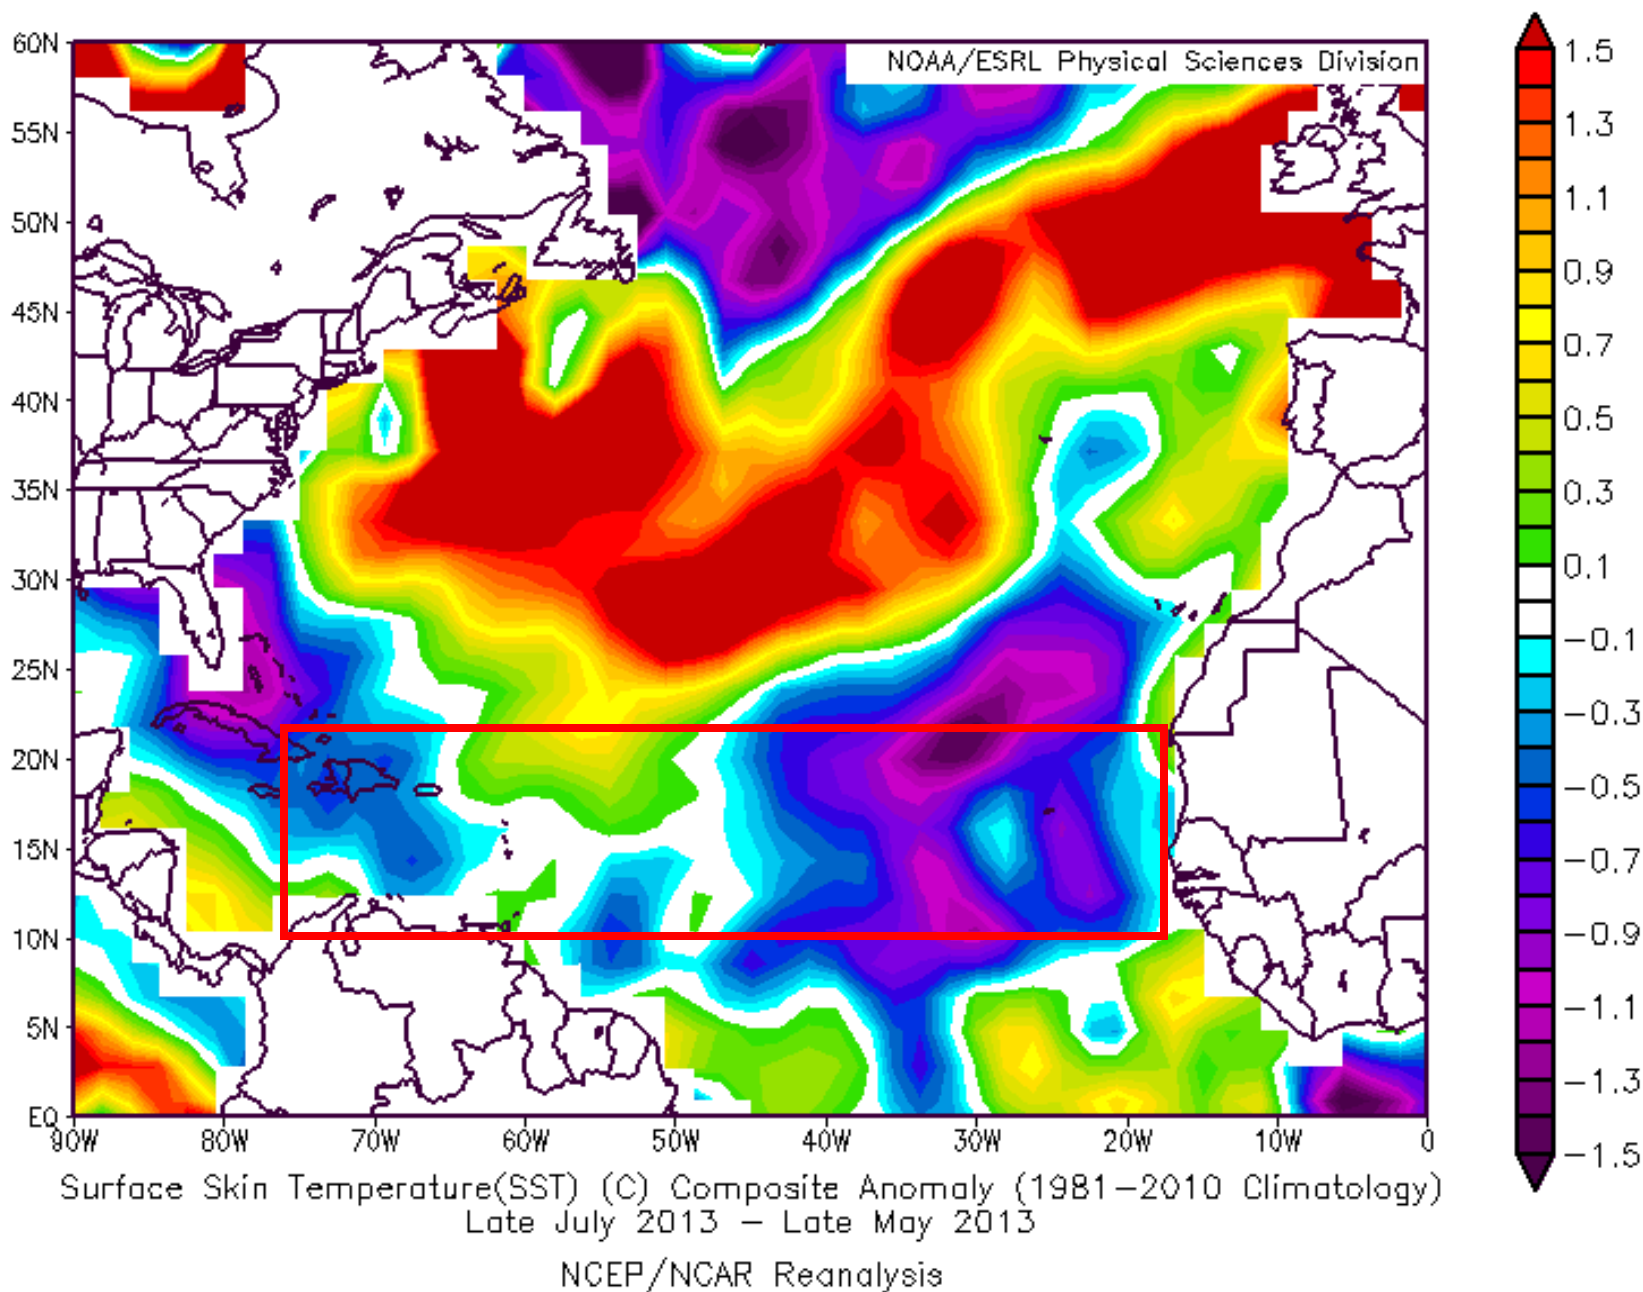 NOAA/ESRL Physical Sciences Division
60N
55N
50N
45N
40N
35N
30N
25N
20N
15N
10N
5N
EQ
90W 80W 70W 60W 50W 40W 30W 20W 10W 0
1.5
1.3
1.1
0.9
0.7
0.5
0.3
0.1
-0.1
-0.3
-0.5
-0.7
-0.9
-1.1
-1.3
-1.5
Surface Skin Temperature(SST) (C) Composite Anomaly (1981-2010 Climatology)
Late July 2013 - Late May 2013
NCEP/NCAR Reanalysis